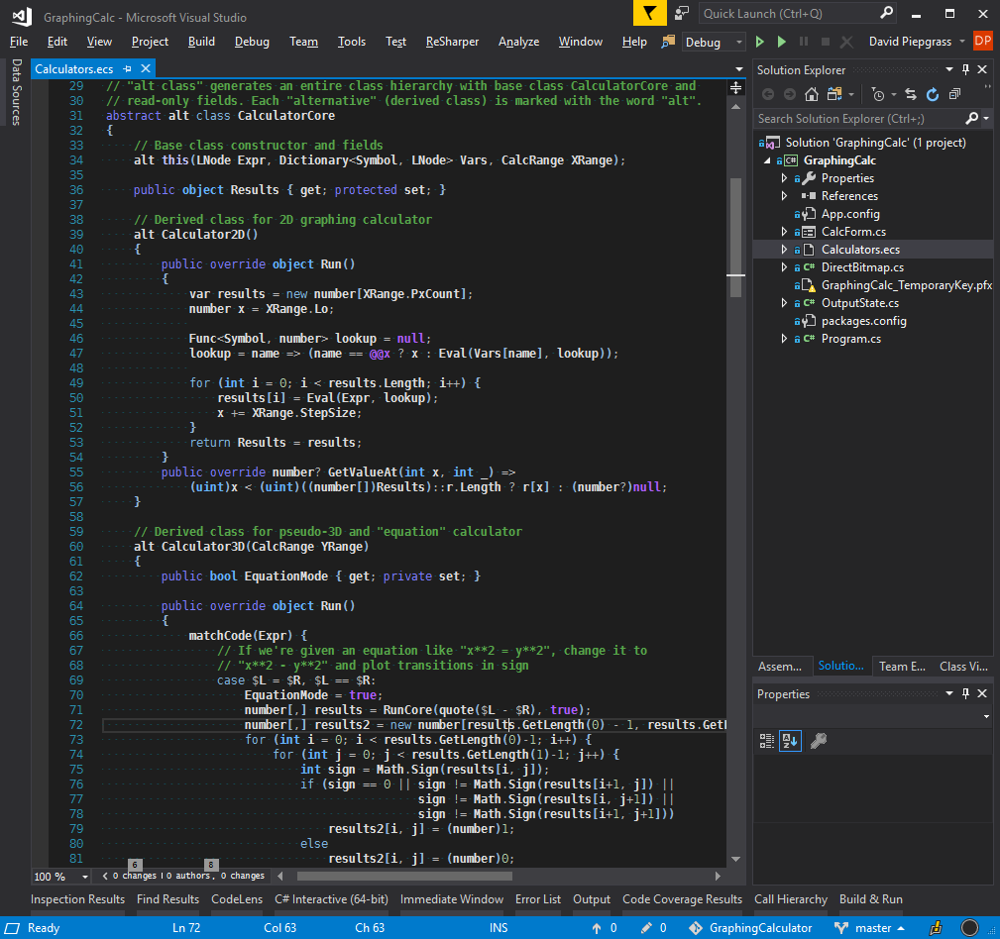 GraphingCalc - Microsoft Visual Studio
Quick Launch (Ctrl+Q)
File Edit View Project Build Debug Team Tools Test ReSharper Analyze Window Help Debug David Piepgrass DP
Data Sources
Calculators.ecs
29 // "alt class" generates an entire class hierarchy with base class CalculatorCore and
30 // read-only fields. Each "alternative" (derived class) is marked with the word "alt".
31 abstract alt class CalculatorCore
32 {
33 // Base class constructor and fields
34 alt this(LNode Expr, Dictionary<Symbol, LNode> Vars, CalcRange XRange);
35
36 public object Results { get; protected set; }
37
38 // Derived class for 2D graphing calculator
39 alt Calculator2D()
40 {
41 public override object Run()
42 {
43 var results = new number[XRange.PxCount];
44 number x = XRange.Lo;
45
46 Func<Symbol, number> lookup = null;
47 lookup = name => (name == @@x ? x : Eval(Vars[name], lookup));
48
49 for (int i = 0; i < results.Length; i++) {
50 results[i] = Eval(Expr, lookup);
51 x += XRange.StepSize;
52 }
53 return Results = results;
54 }
55 public override number? GetValueAt(int x, int _) =>
56 (uint)x < (uint)((number[])Results)::r.Length ? r[x] : (number?)null;
57 }
58
59 // Derived class for pseudo-3D and "equation" calculator
60 alt Calculator3D(CalcRange YRange)
61 {
62 public bool EquationMode { get; private set; }
63
64 public override object Run()
65 {
66 matchCode(Expr) {
67 // If we're given an equation like "x**2 = y**2", change it to
68 // "x**2 - y**2" and plot transitions in sign
69 case $L = $R, $L == $R:
70 EquationMode = true;
71 number[,] results = RunCore(quote($L - $R), true);
72 number[,] results2 = new number[results.GetLength(0) - 1, results.GetL
73 for (int i = 0; i < results.GetLength(0)-1; i++) {
74 for (int j = 0; j < results.GetLength(1)-1; j++) {
75 int sign = Math.Sign(results[i, j]);
76 if (sign == 0 || sign != Math.Sign(results[i+1, j]) ||
77 sign != Math.Sign(results[i, j+1]) ||
78 sign != Math.Sign(results[i+1, j+1]))
79 results2[i, j] = (number)1;
80 else
81 results2[i, j] = (number)0;
6 8
100 % 0 changes | 0 authors, 0 changes
Solution Explorer
Search Solution Explorer (Ctrl+;)
Solution 'GraphingCalc' (1 project)
GraphingCalc
Properties
References
App.config
CalcForm.cs
Calculators.ecs
DirectBitmap.cs
GraphingCalc_TemporaryKey.pfx
OutputState.cs
packages.config
Program.cs
Assem... Solutio... Team E... Class Vi...
Properties
Inspection Results Find Results CodeLens C# Interactive (64-bit) Immediate Window Error List Output Code Coverage Results Call Hierarchy Build & Run
Ready Ln 72 Col 63 Ch 63 INS 0 0 GraphingCalculator master